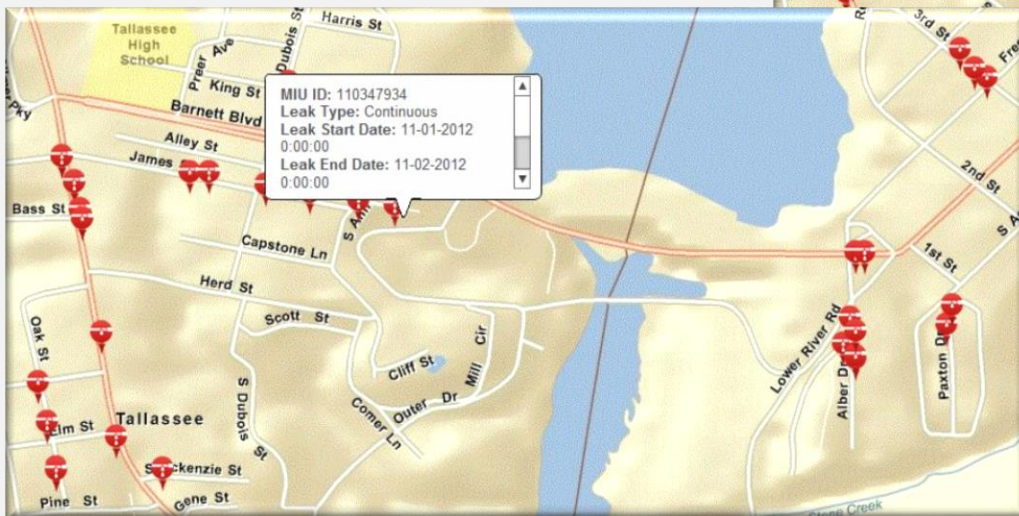 Tallassee
High
School
Preer Ave
Dubois St
Harris St
King St
Barnett Blvd
Alley St
James
MIU ID: 110347934
Leak Type: Continuous
Leak Start Date: 11-01-2012
0:00:00
Leak End Date: 11-02-2012
0:00:00
3rd St
2nd St
1st St
Pky
Bass St
Capstone Ln
Herd St
Scott St
Oak St
Cliff St
Mill Cir
Outer Dr
Comer Ln
S Dubois St
Elm St
Tallassee
Pine St
Gene St
Lower River Rd
Alber D
Paxton D
Stone Creek